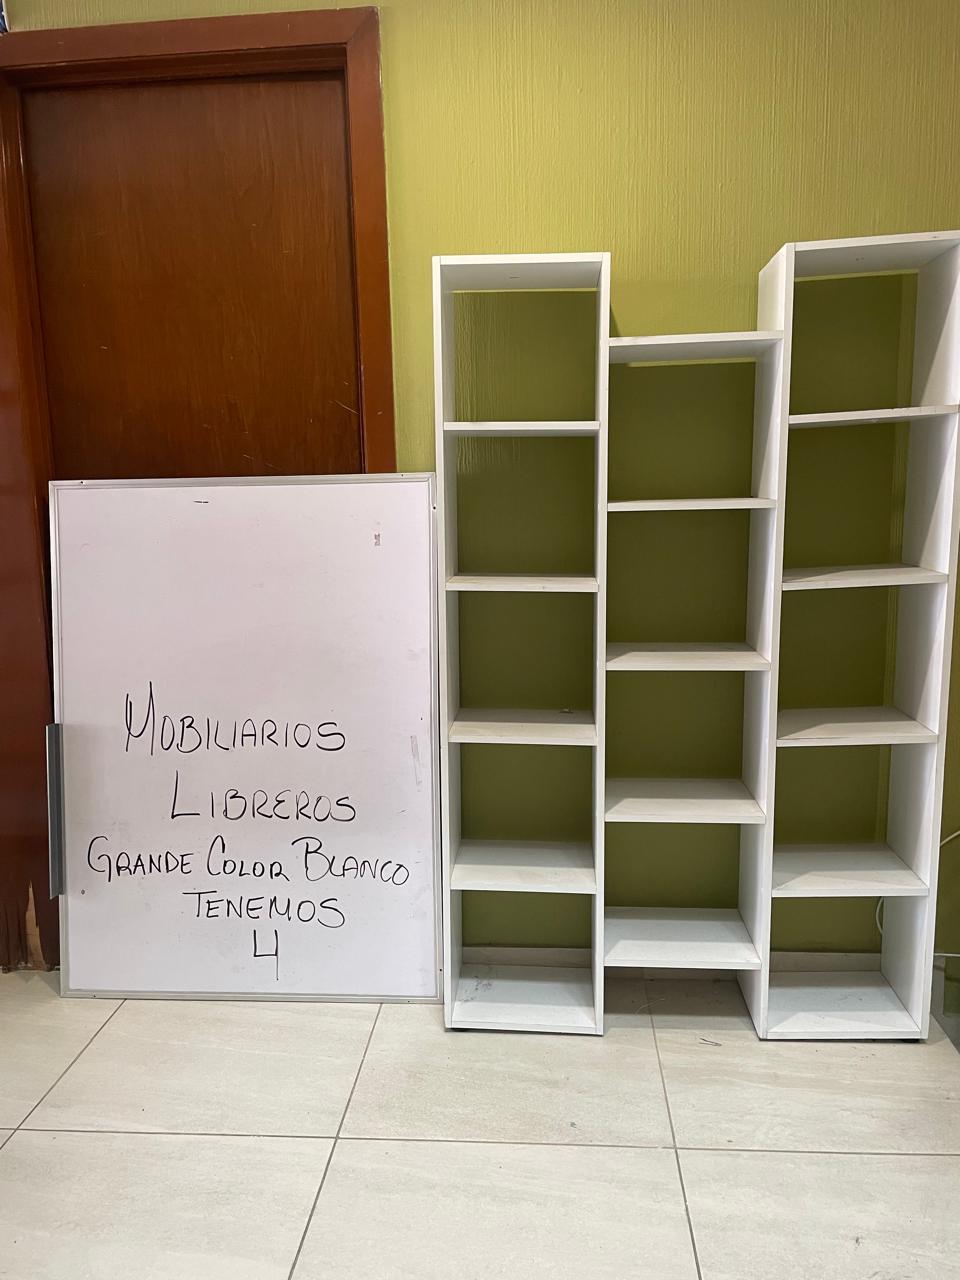 MOBILIARIOS
LIBREROS
GRANDE COLOR BLANCO
TENEMOS
4